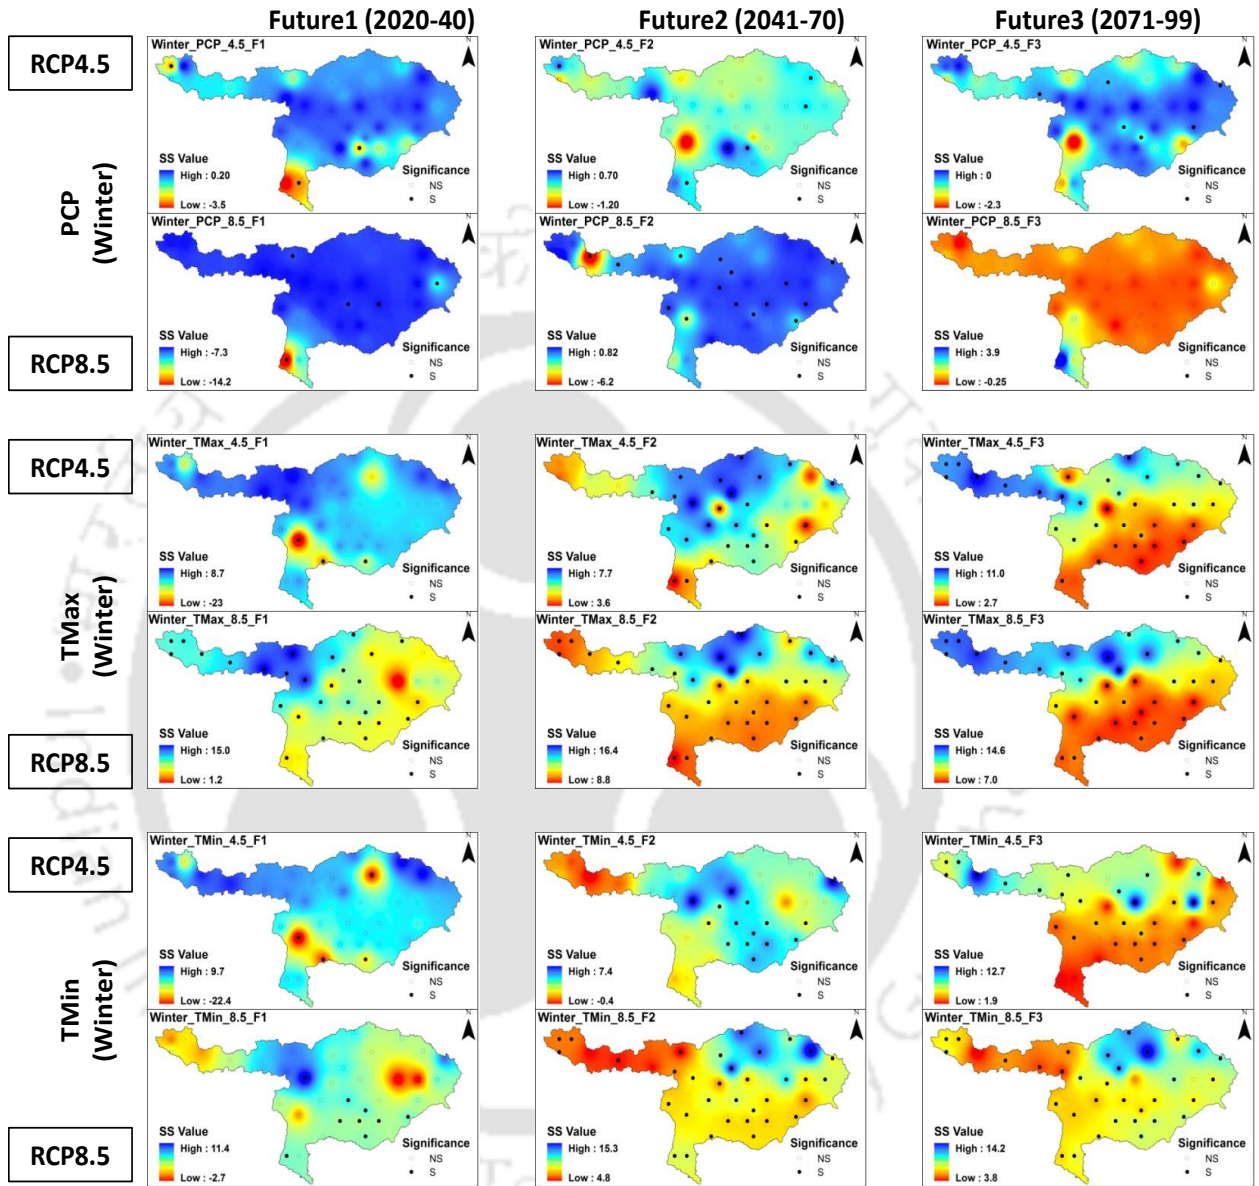 Future1 (2020-40) Future2 (2041-70) Future3 (2071-99)
RCP4.5
Winter_PCP_4.5_F1 Winter_PCP_4.5_F2 Winter_PCP_4.5_F3
N N N
SS Value Significance SS Value Significance SS Value Significance
High : 0.20 NS High : 0.70 NS High : 0 NS
Low : -3.5 S Low : -1.20 S Low : -2.3 S
PCP
(Winter)
Winter_PCP_8.5_F1 Winter_PCP_8.5_F2 Winter_PCP_8.5_F3
RCP8.5
SS Value Significance SS Value Significance SS Value Significance
High : -7.3 NS High : 0.82 NS High : 3.9 NS
Low : -14.2 S Low : -6.2 S Low : -0.25 S
RCP4.5
Winter_TMax_4.5_F1 Winter_TMax_4.5_F2 Winter_TMax_4.5_F3
N N N
SS Value Significance SS Value Significance SS Value Significance
High : 8.7 NS High : 7.7 NS High : 11.0 NS
Low : -23 S Low : 3.6 S Low : 2.7 S
TMax
(Winter)
Winter_TMax_8.5_F1 Winter_TMax_8.5_F2 Winter_TMax_8.5_F3
N N N
RCP8.5
SS Value Significance SS Value Significance SS Value Significance
High : 15.0 NS High : 16.4 NS High : 14.6 NS
Low : 1.2 S Low : 8.8 S Low : 7.0 S
RCP4.5
Winter_TMin_4.5_F1 Winter_TMin_4.5_F2 Winter_TMin_4.5_F3
N N N
SS Value Significance SS Value Significance SS Value Significance
High : 9.7 NS High : 7.4 NS High : 12.7 NS
Low : -22.4 S Low : -0.4 S Low : 1.9 S
TMin
(Winter)
Winter_TMin_8.5_F1 Winter_TMin_8.5_F2 Winter_TMin_8.5_F3
N N N
RCP8.5
SS Value Significance SS Value Significance SS Value Significance
High : 11.4 NS High : 15.3 NS High : 14.2 NS
Low : -2.7 S Low : 4.8 S Low : 3.8 S
Indian